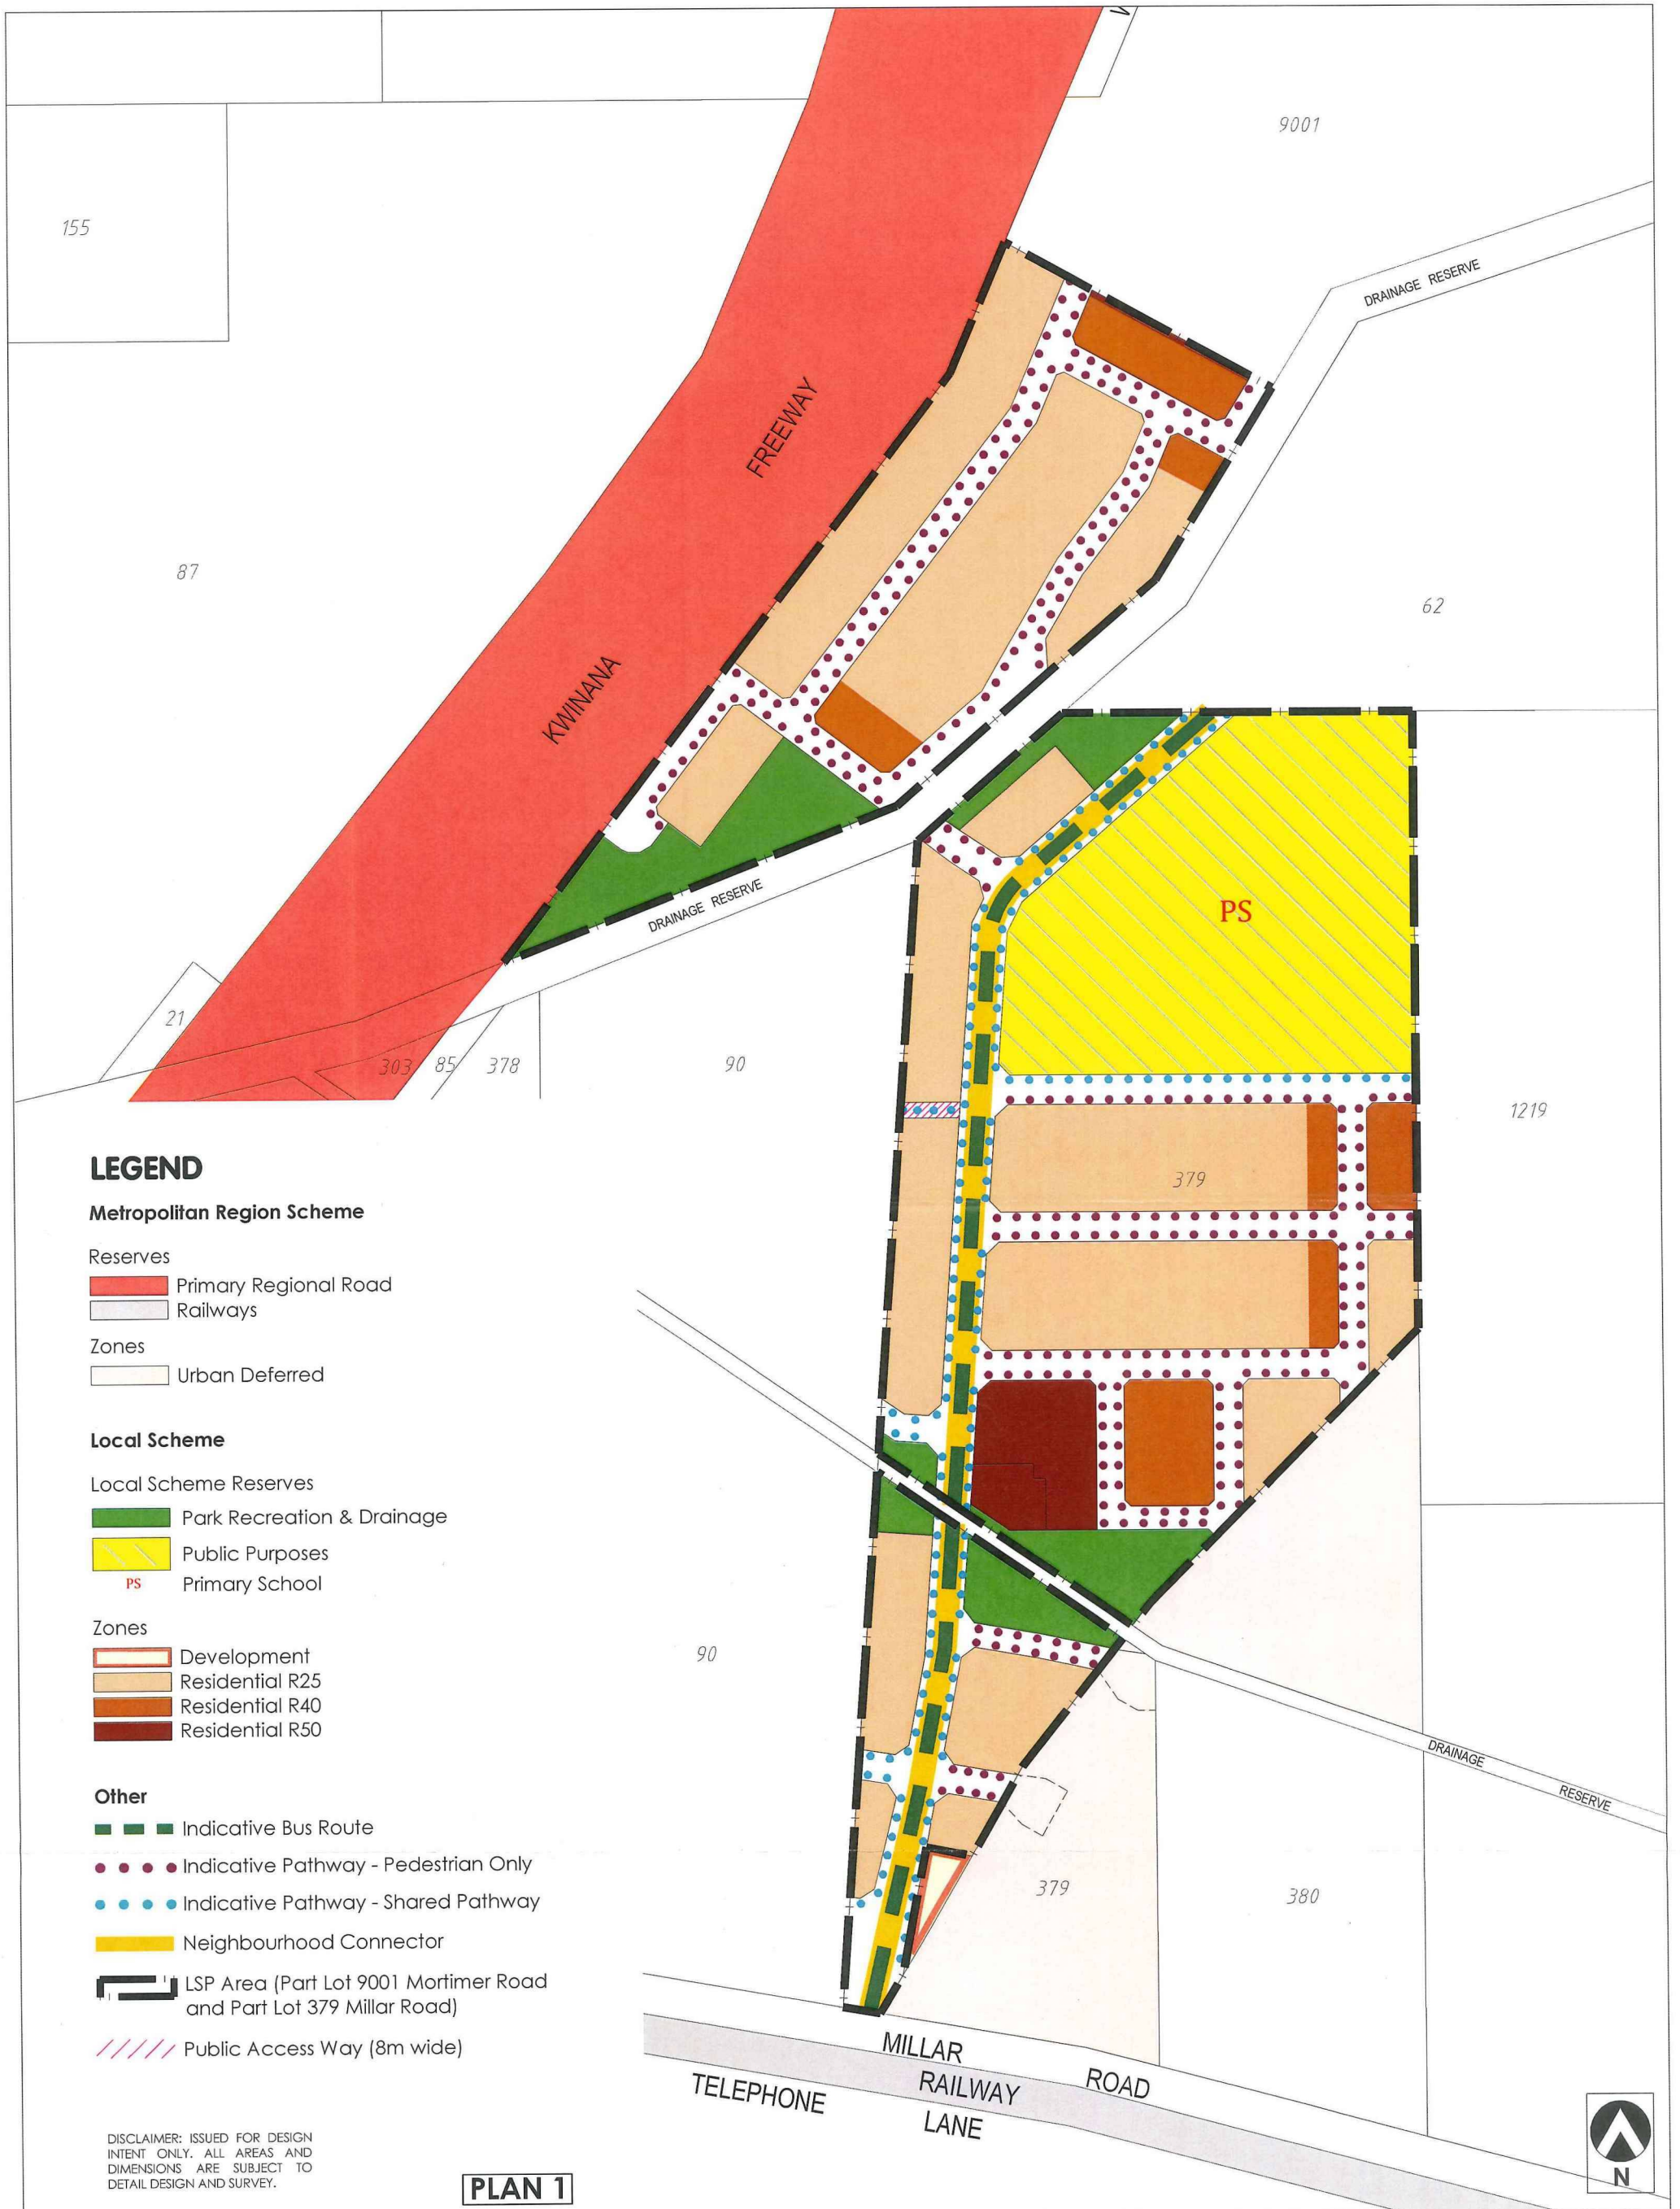 9001
155
DRAINAGE RESERVE
FREEWAY
87
62
KWINANA
DRAINAGE RESERVE
PS
21
303
85
378
90
1219
379
LEGEND
Metropolitan Region Scheme
Reserves
Primary Regional Road
Railways
Zones
Urban Deferred
Local Scheme
Local Scheme Reserves
Park Recreation & Drainage
Public Purposes
PS Primary School
Zones
Development
Residential R25
Residential R40
Residential R50
Other
Indicative Bus Route
Indicative Pathway - Pedestrian Only
Indicative Pathway - Shared Pathway
Neighbourhood Connector
LSP Area (Part Lot 9001 Mortimer Road
and Part Lot 379 Millar Road)
Public Access Way (8m wide)
90
DRAINAGE RESERVE
379
380
MILLAR ROAD
RAILWAY
TELEPHONE LANE
DISCLAIMER: ISSUED FOR DESIGN
INTENT ONLY. ALL AREAS AND
DIMENSIONS ARE SUBJECT TO
DETAIL DESIGN AND SURVEY.
PLAN 1
N